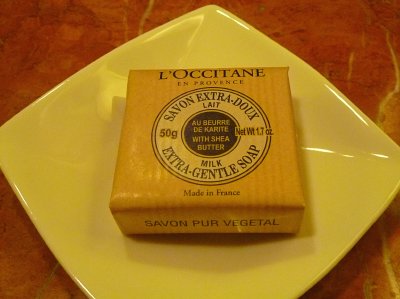 L'OCCITANE
EN PROVENCE
SAVON EXTRA-DOUX
LAIT
50g
AU BEURRE
DE KARITÉ
WITH SHEA
BUTTER
Net Wt 1.7 oz.
MILK
EXTRA-GENTLE SOAP
Made in France
SAVON PUR VEGETAL